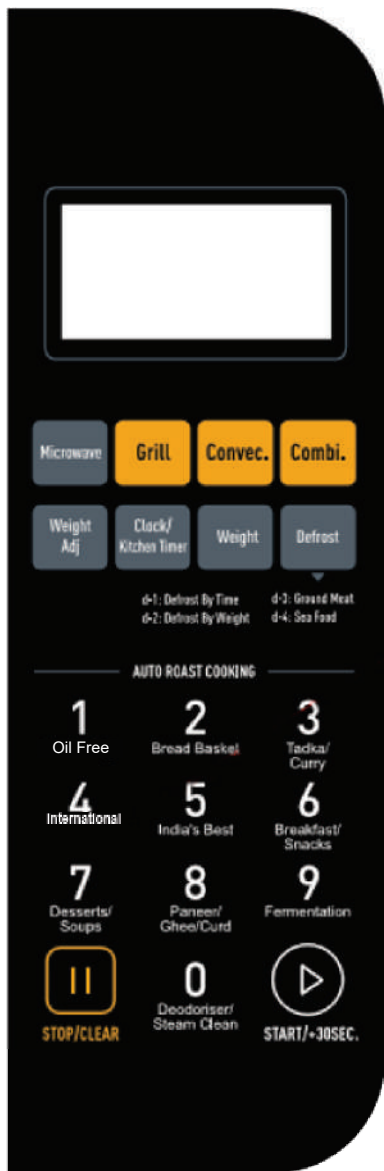 Microwave
Grill
Convec.
Combi.
Weight
Adj
Clock/
Kitchen Timer
Weight
Defrost
d-1: Defrost By Time
d-2: Defrost By Weight
d-3: Ground Meat
d-4: Sea Food
AUTO ROAST COOKING
1
Oil Free
2
Bread Basket
3
Tadka/
Curry
4
International
5
India's Best
6
Breakfast/
Snacks
7
Desserts/
Soups
8
Paneer/
Ghee/Curd
9
Fermentation
STOP/CLEAR
0
Deodoriser/
Steam Clean
START/+30SEC.